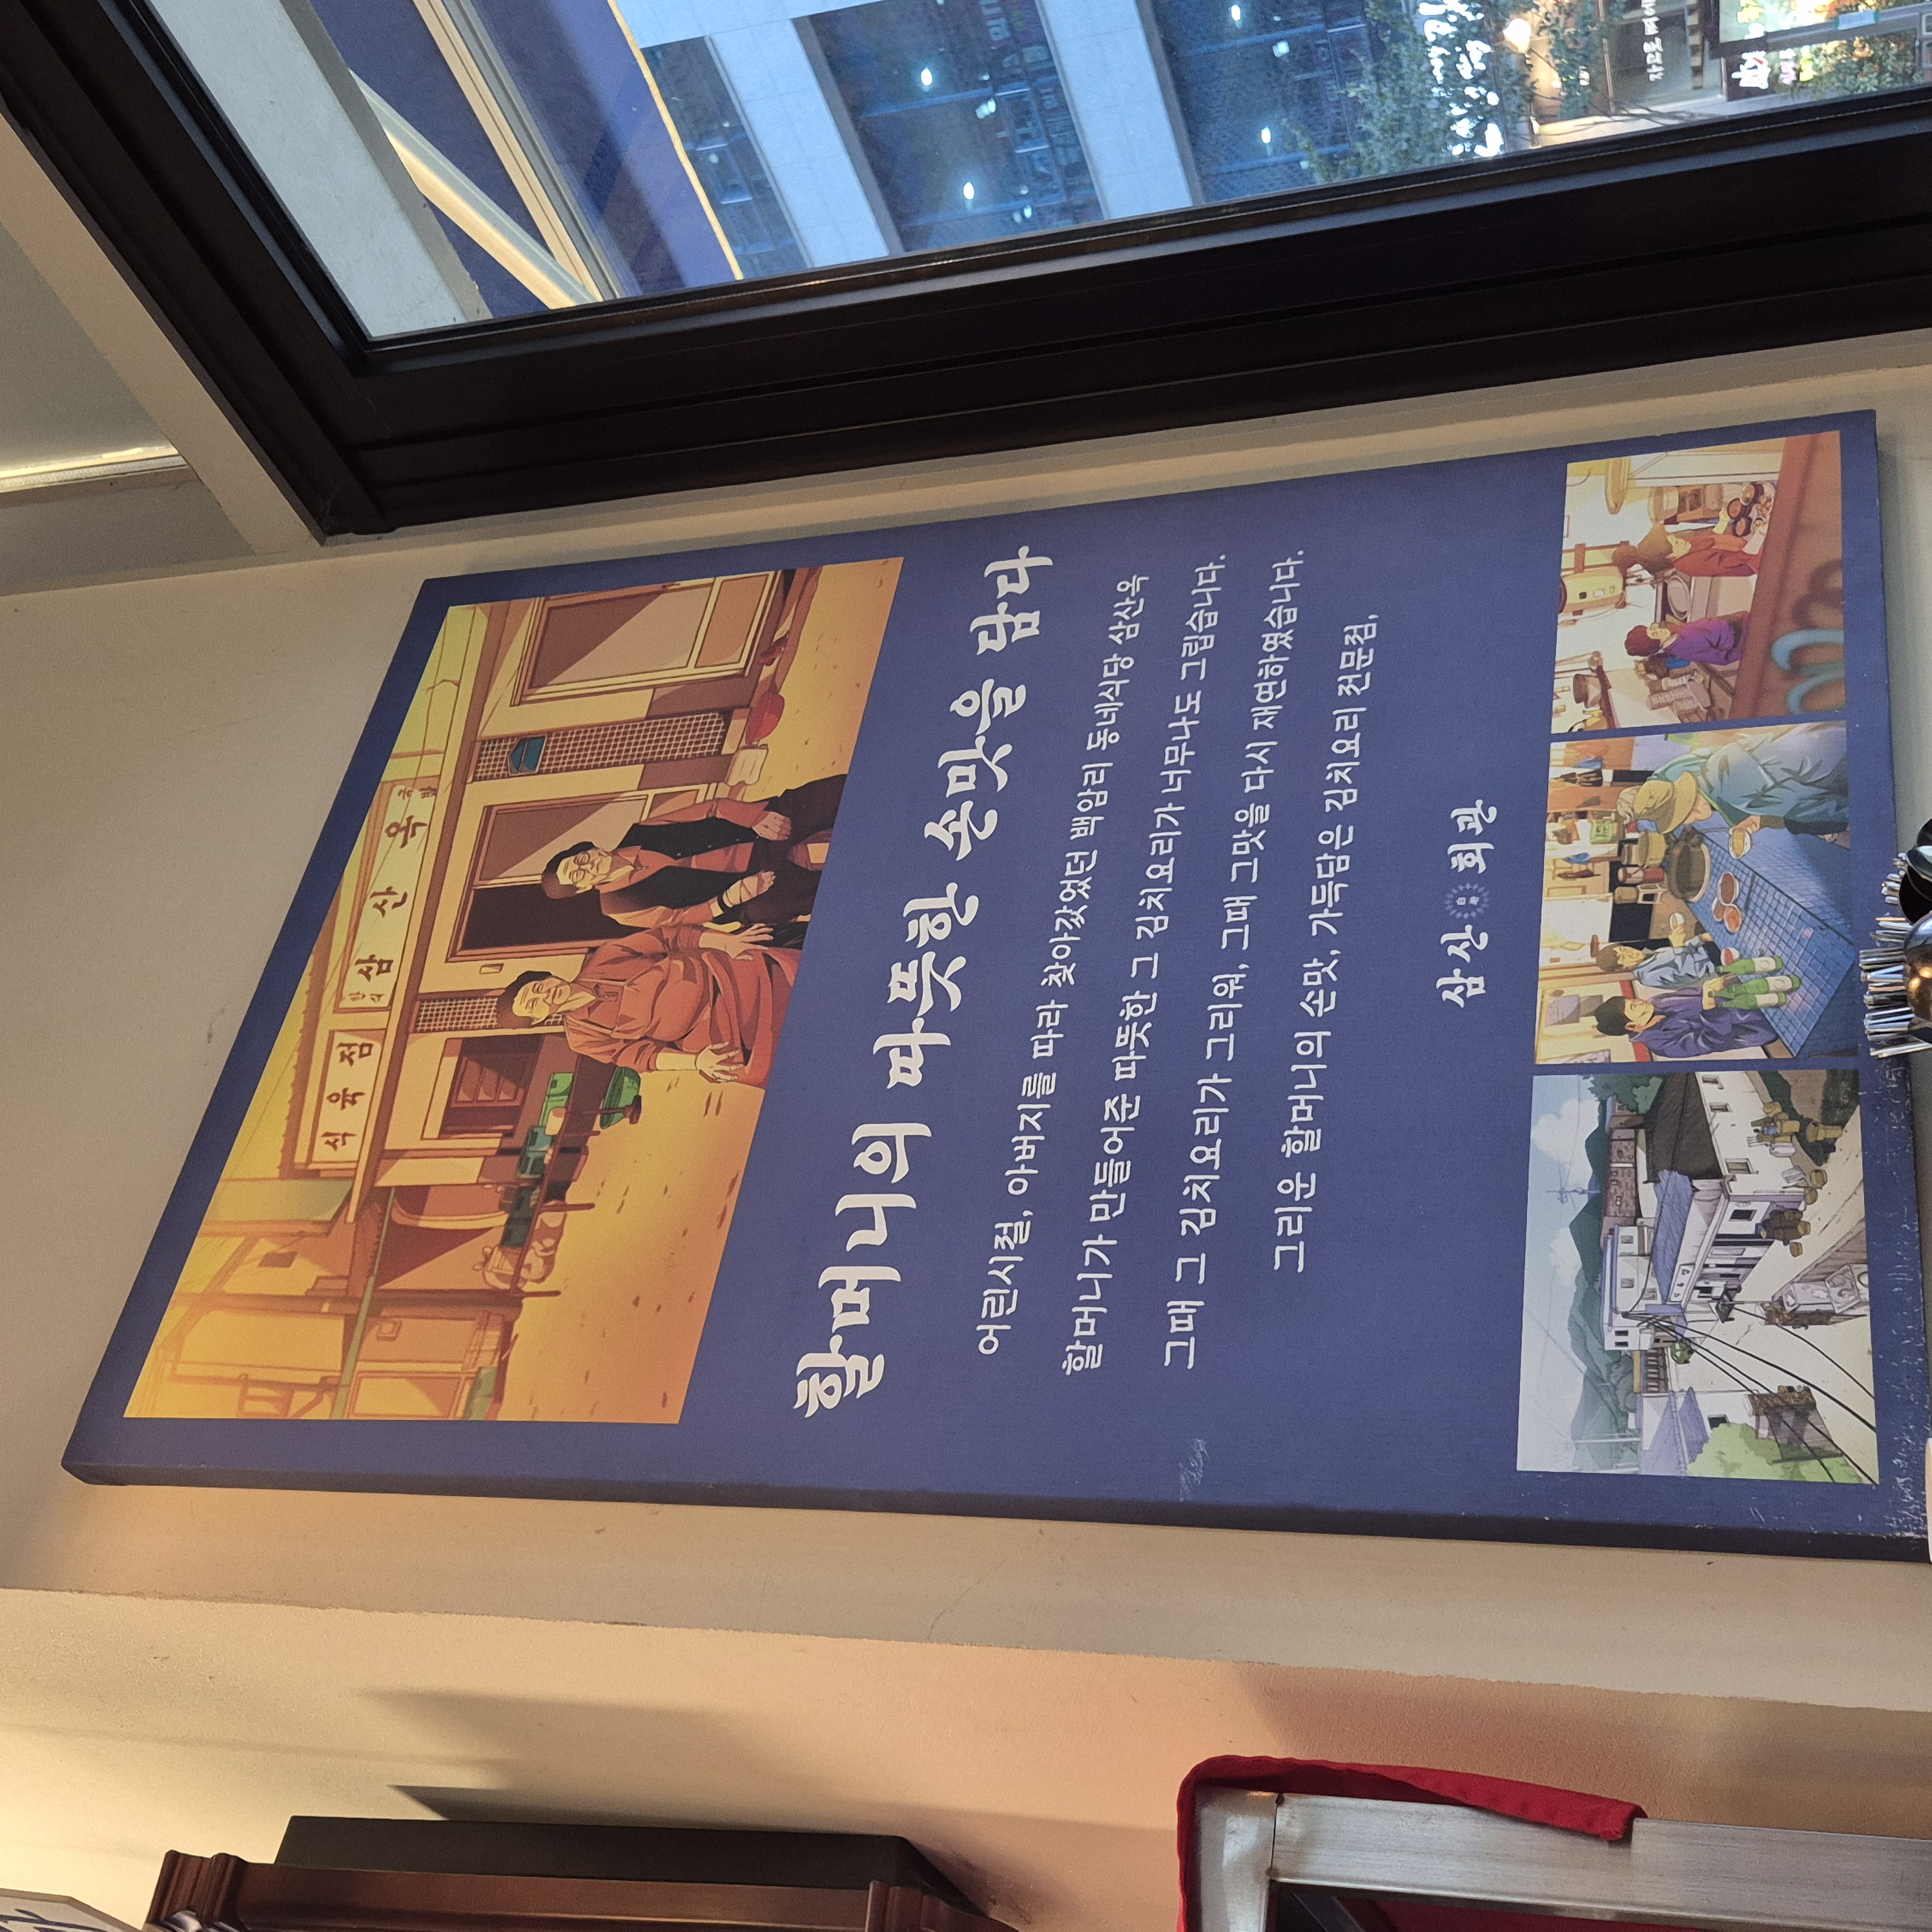 식육점 삼산옥
할머니의 따뜻한 손맛을 담다
어린시절, 아버지를 따라 찾아갔었던 백암리 동네식당 삼산옥
할머니가 만들어준 따뜻한 그 김치요리가 너무나도 그립습니다.
그때 그 김치요리가 그리워, 그때 그맛을 다시 재연하였습니다.
그리운 할머니의 손맛, 가득담은 김치요리 전문점,
삼산회관